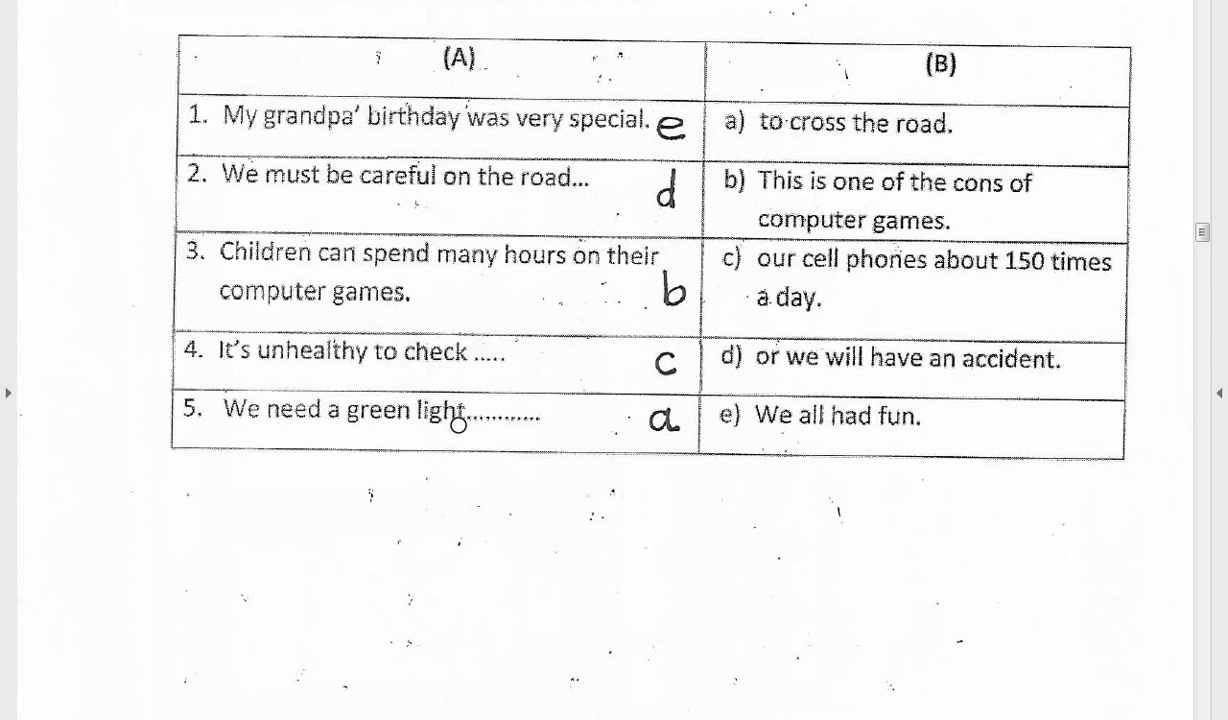 (A)
(B)
1. My grandpa' birthday was very special. e
a) to cross the road.
2. We must be careful on the road... d
b) This is one of the cons of
computer games.
3. Children can spend many hours on their
computer games. b
c) our cell phones about 150 times
a day.
4. It's unhealthy to check ..... c
d) or we will have an accident.
5. We need a green light............ a
e) We all had fun.